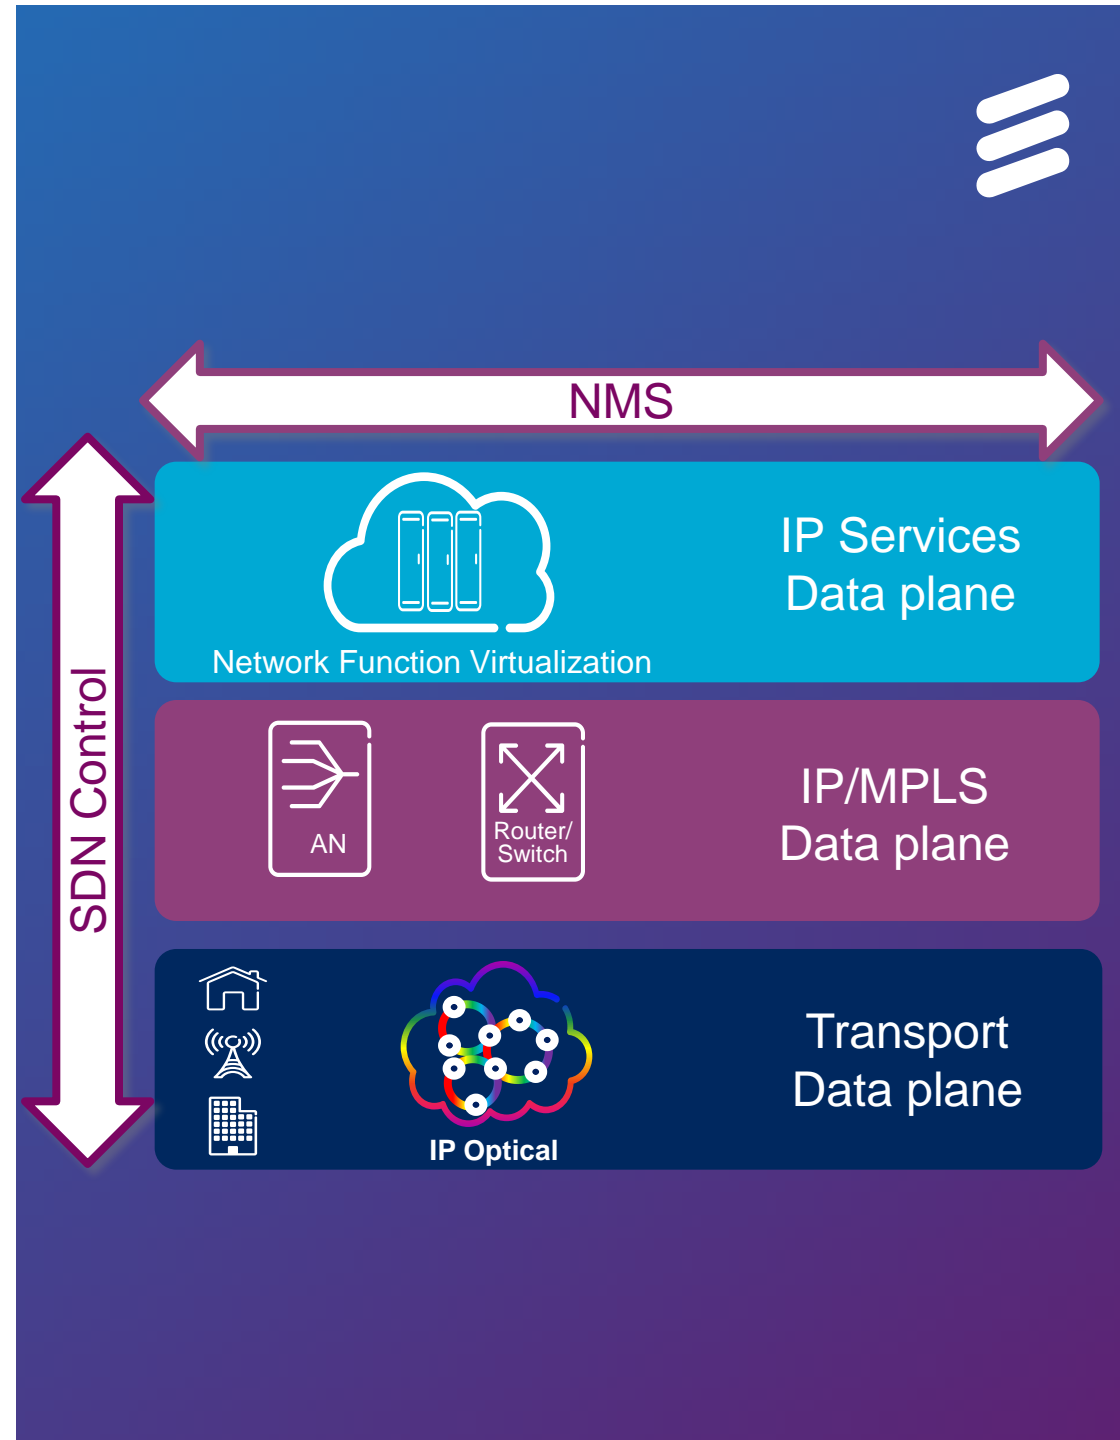 NMS
SDN Control
IP Services
Data plane
Network Function Virtualization
AN
Router/
Switch
IP/MPLS
Data plane
IP Optical
Transport
Data plane